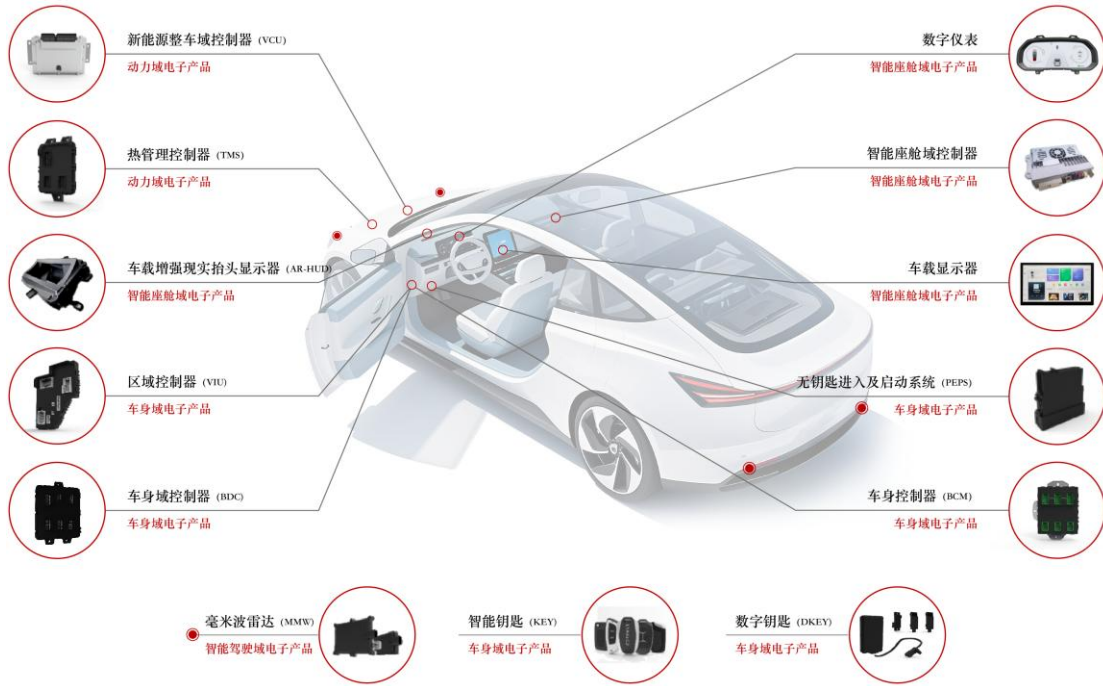 新能源整车域控制器 (VCU)
动力域电子产品
数字仪表
智能座舱域电子产品
热管理控制器 (TMS)
动力域电子产品
智能座舱域控制器
智能座舱域电子产品
车载增强现实抬头显示器 (AR-HUD)
智能座舱域电子产品
车载显示器
智能座舱域电子产品
区域控制器 (VIU)
车身域电子产品
无钥匙进入及启动系统 (PEPS)
车身域电子产品
车身域控制器 (BDC)
车身域电子产品
车身控制器 (BCM)
车身域电子产品
毫米波雷达 (MMW)
智能驾驶域电子产品
智能钥匙 (KEY)
车身域电子产品
数字钥匙 (DKEY)
车身域电子产品